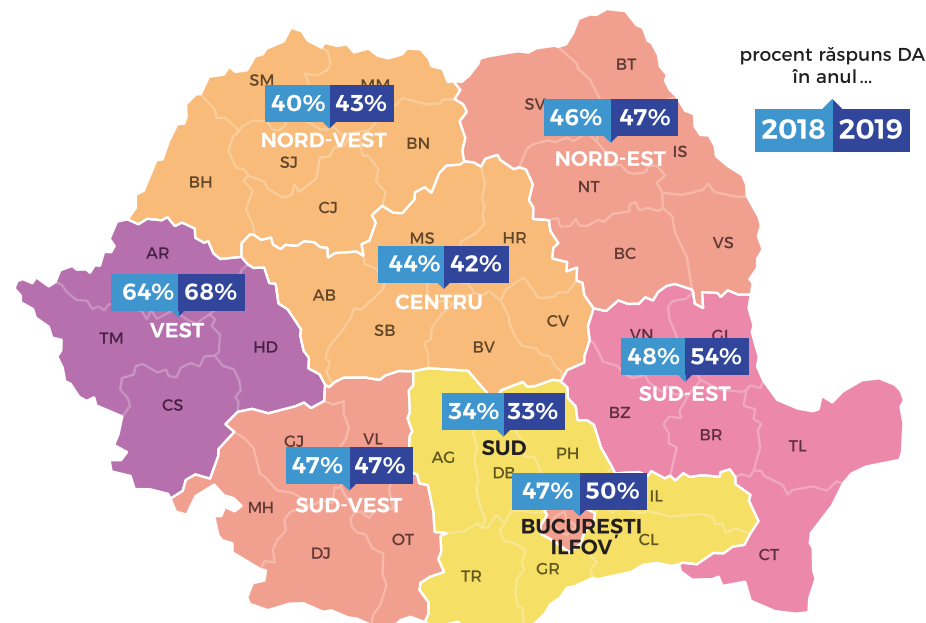 procent răspuns DA
în anul ...
2018 2019
BT
SM
MM
SV
40% 43%
46% 47%
NORD-VEST
BN
NORD-EST
IS
SJ
BH
NT
CJ
MS
HR
VS
AR
BC
44% 42%
64% 68%
AB
CENTRU
VEST
SB
CV
TM
HD
BV
VN
GL
48% 54%
SUD-EST
CS
34% 33%
BZ
GJ
VL
SUD
BR
TL
AG
PH
47% 47%
DB
47% 50%
IL
MH
SUD-VEST
BUCUREȘTI
ILFOV
OT
CL
DJ
CT
TR
GR